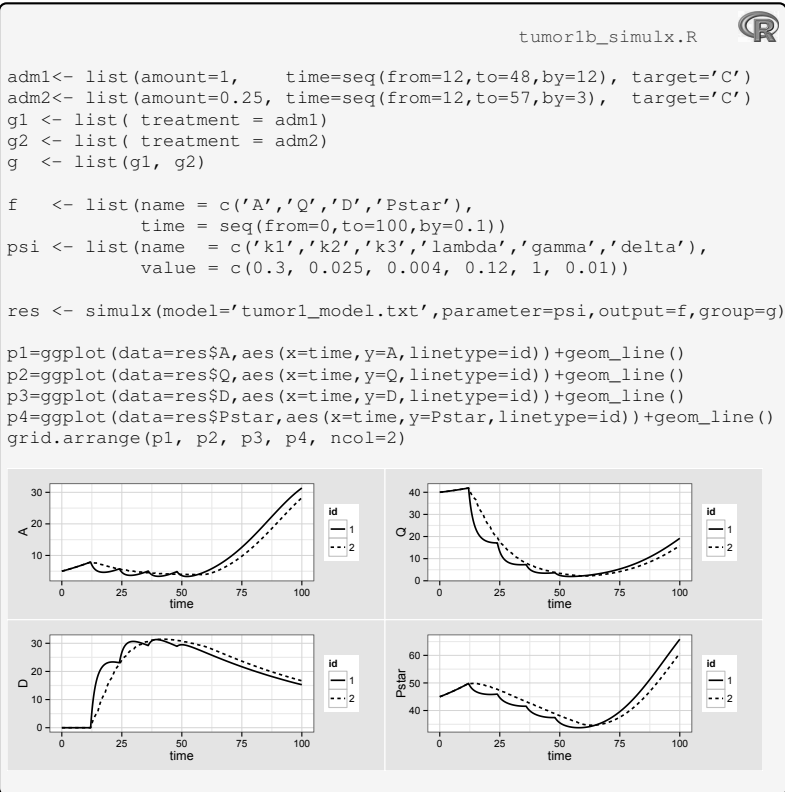 tumor1b_simulx.R
R
adm1<- list(amount=1,    time=seq(from=12,to=48,by=12), target='C')
adm2<- list(amount=0.25, time=seq(from=12,to=57,by=3),  target='C')
g1 <- list( treatment = adm1)
g2 <- list( treatment = adm2)
g  <- list(g1, g2)
f   <- list(name = c('A','Q','D','Pstar'),
            time = seq(from=0,to=100,by=0.1))
psi <- list(name  = c('k1','k2','k3','lambda','gamma','delta'),
            value = c(0.3, 0.025, 0.004, 0.12, 1, 0.01))
res <- simulx(model='tumor1_model.txt',parameter=psi,output=f,group=g)
p1=ggplot(data=res$A,aes(x=time,y=A,linetype=id))+geom_line()
p2=ggplot(data=res$Q,aes(x=time,y=Q,linetype=id))+geom_line()
p3=ggplot(data=res$D,aes(x=time,y=D,linetype=id))+geom_line()
p4=ggplot(data=res$Pstar,aes(x=time,y=Pstar,linetype=id))+geom_line()
grid.arrange(p1, p2, p3, p4, ncol=2)
A
30
20
10
0 25 50 75 100
time
id
1
2
Q
40
30
20
10
0
0 25 50 75 100
time
id
1
2
D
30
20
10
0
0 25 50 75 100
time
id
1
2
Pstar
60
50
40
0 25 50 75 100
time
id
1
2